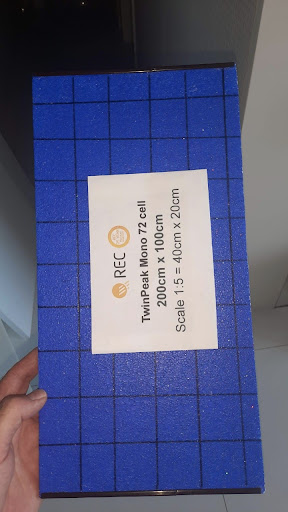 REC
TwinPeak Mono 72 cell
200cm x 100cm
Scale 1:5 = 40cm x 20cm